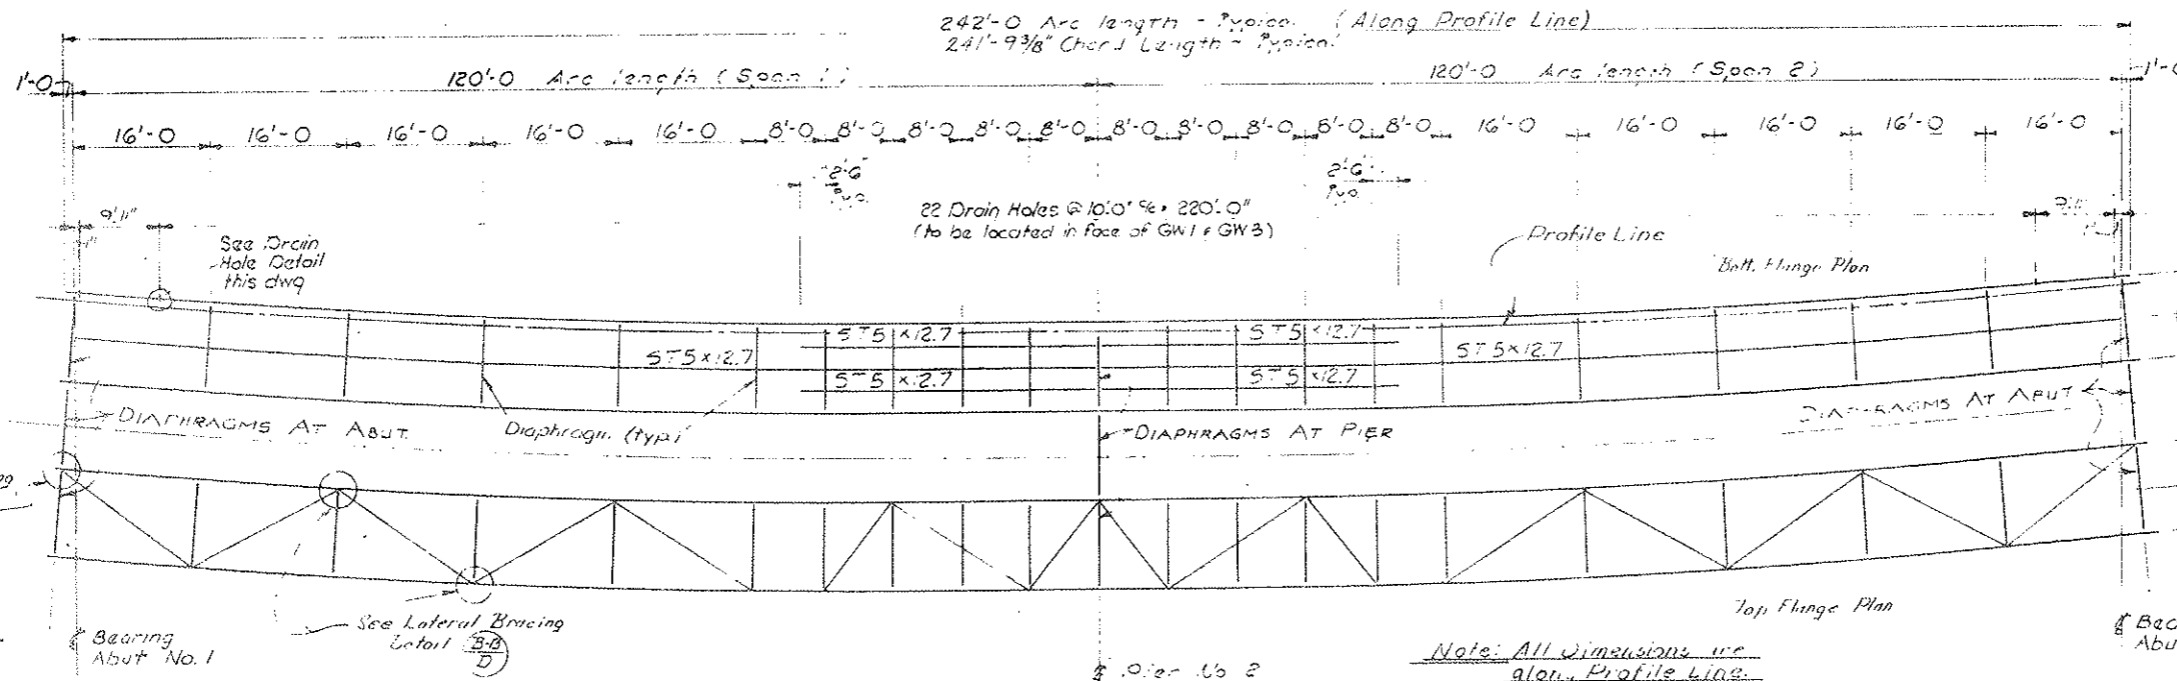 242'-0 Arc length - Typical (Along Profile Line)
241'-9 3/8" Chord Length - Typical
1'-0
120'-0 Arc length (Span 1)
120'-0 Arc length (Span 2)
16'-0 16'-0 16'-0 16'-0 16'-0 8'-0 8'-0 8'-0 8'-0 8'-0 8'-0 8'-0 8'-0 8'-0 8'-0 16'-0 16'-0 16'-0 16'-0 16'-0
2'-6"
Typ.
2'-6"
Typ.
22 Drain Holes @ 10'.0" 220'.0"
(to be located in face of GW1 & GW3)
9'11"
1"
See Drain
Hole Detail
this dwg
Profile Line
Bott. Flange Plan
ST5×12.7
ST5×12.7
ST5×12.7
ST5×12.7
ST5×12.7
ST5×12.7
DIAPHRAGMS AT ABUT.
Diaphragm (typ.)
DIAPHRAGMS AT PIER
DIAPHRAGMS AT ABUT
See Lateral Bracing
Detail B-B
D
Top Flange Plan
Bearing
Abut No. 1
℄ Pier No 2
Note: All Dimensions are
along Profile Line.